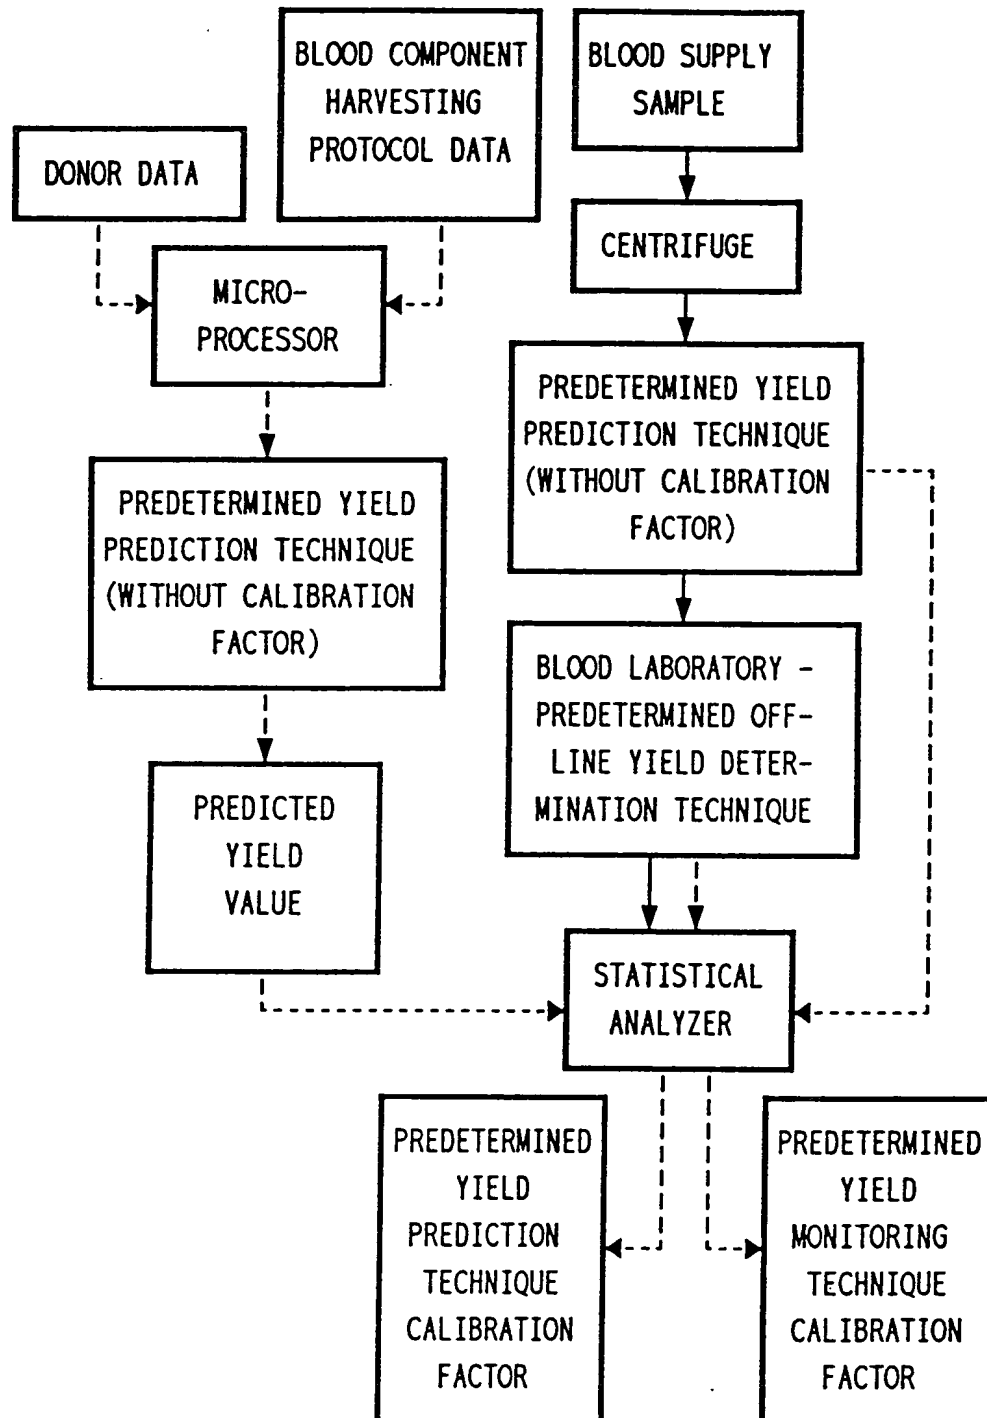 BLOOD COMPONENT
HARVESTING
PROTOCOL DATA
BLOOD SUPPLY
SAMPLE
DONOR DATA
CENTRIFUGE
MICRO-
PROCESSOR
PREDETERMINED YIELD
PREDICTION TECHNIQUE
(WITHOUT CALIBRATION
FACTOR)
PREDETERMINED YIELD
PREDICTION TECHNIQUE
(WITHOUT CALIBRATION
FACTOR)
BLOOD LABORATORY -
PREDETERMINED OFF-
LINE YIELD DETER-
MINATION TECHNIQUE
PREDICTED
YIELD
VALUE
STATISTICAL
ANALYZER
PREDETERMINED
YIELD
PREDICTION
TECHNIQUE
CALIBRATION
FACTOR
PREDETERMINED
YIELD
MONITORING
TECHNIQUE
CALIBRATION
FACTOR